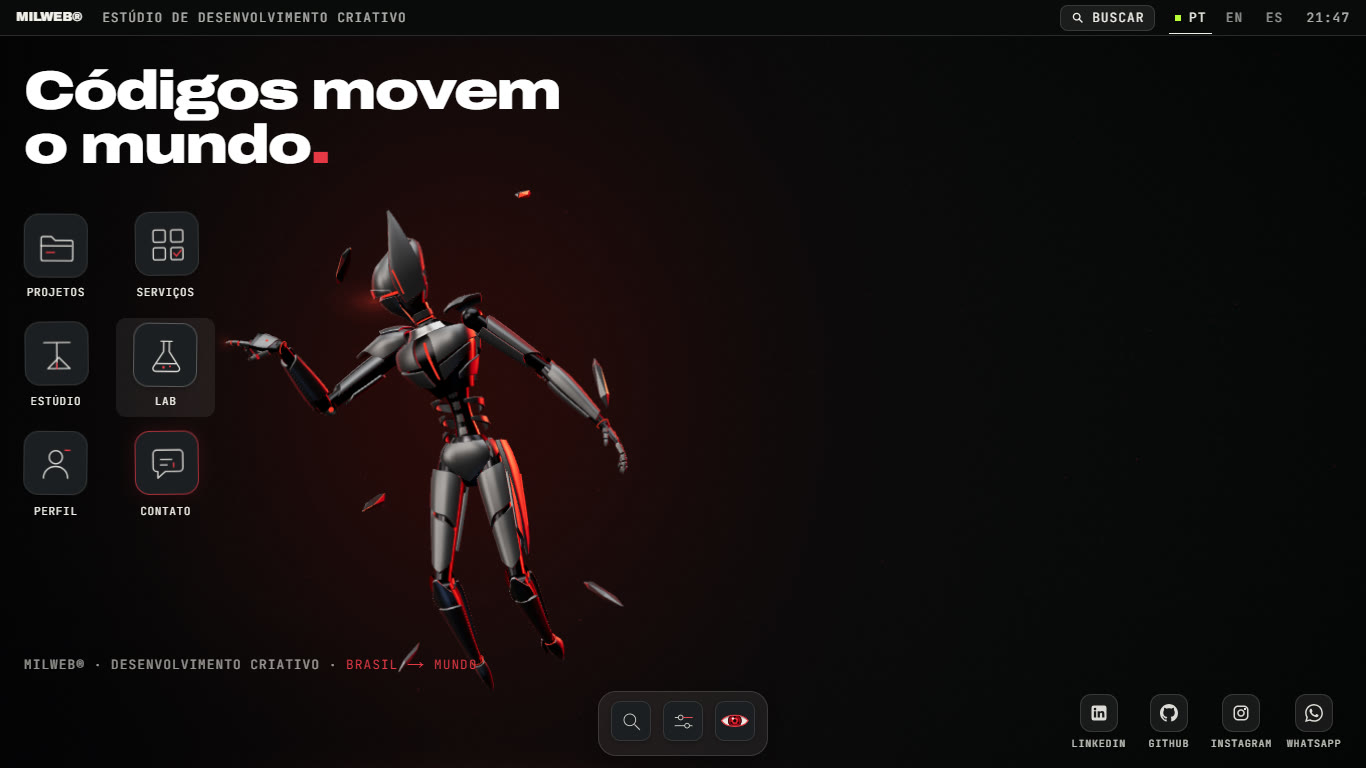 MILWEB® ESTÚDIO DE DESENVOLVIMENTO CRIATIVO BUSCAR PT EN ES 21:47
Códigos movem
o mundo.
PROJETOS SERVIÇOS
ESTÚDIO LAB
PERFIL CONTATO
MILWEB® · DESENVOLVIMENTO CRIATIVO · BRASIL ⟶ MUNDO
LINKEDIN GITHUB INSTAGRAM WHATSAPP